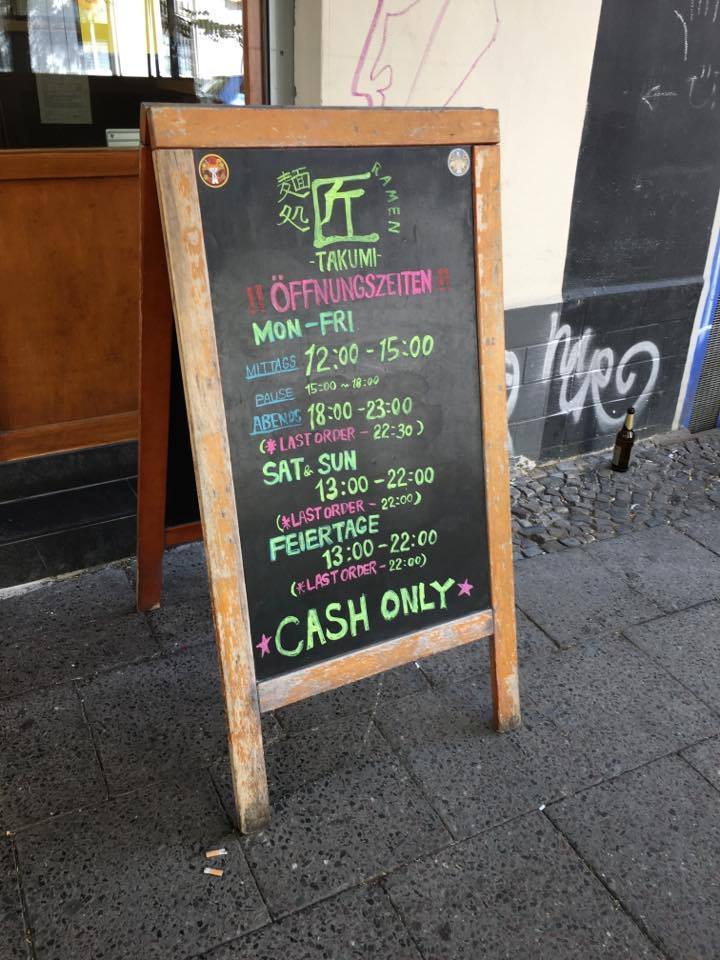 麺処 匠 RAMEN
-TAKUMI-
!! ÖFFNUNGSZEITEN !!
MON-FRI
MITTAGS 12:00-15:00
PAUSE 15:00~18:00
ABENDS 18:00-23:00
(*LAST ORDER - 22:30)
SAT & SUN
13:00-22:00
(*LAST ORDER - 22:00)
FEIERTAGE
13:00-22:00
(*LAST ORDER - 22:00)
★CASH ONLY★